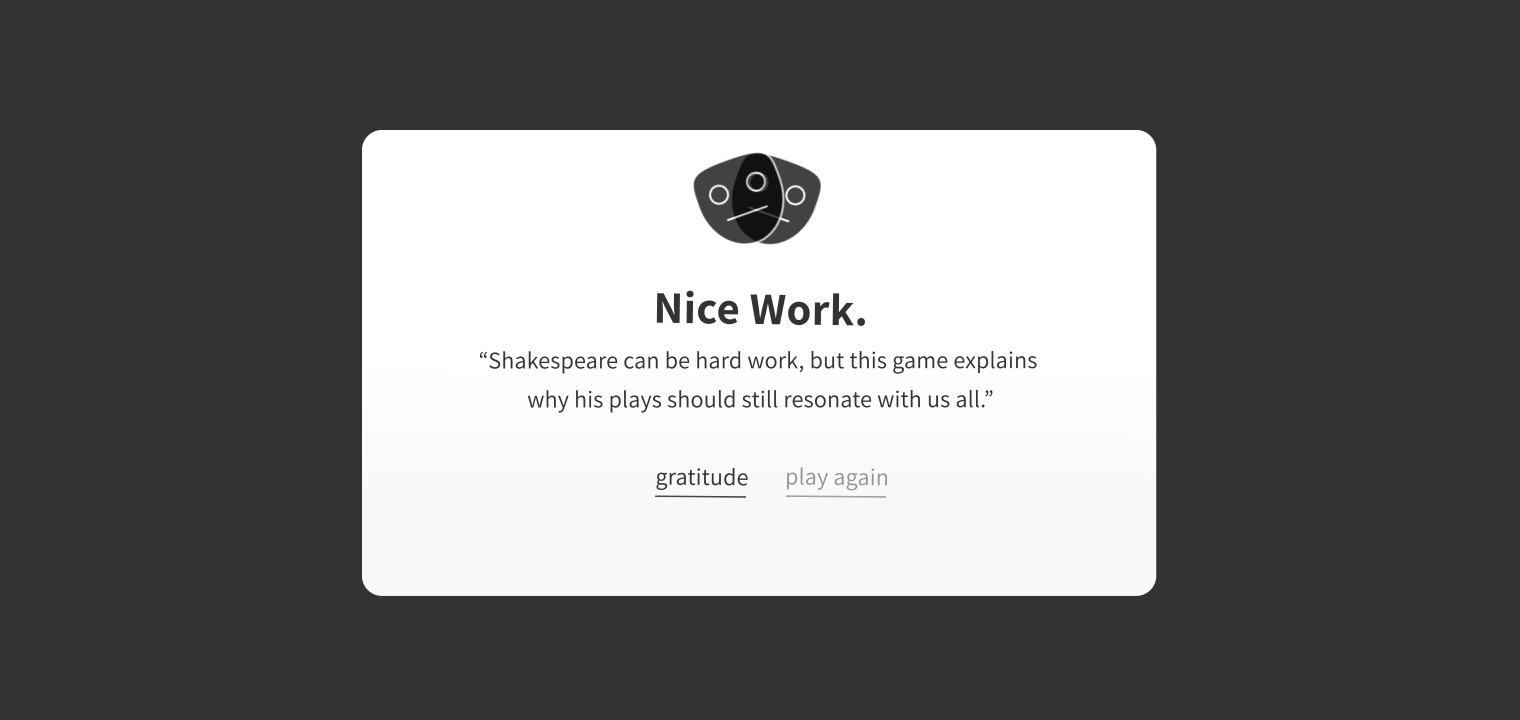 Nice Work.
“Shakespeare can be hard work, but this game explains
why his plays should still resonate with us all.”
gratitude play again